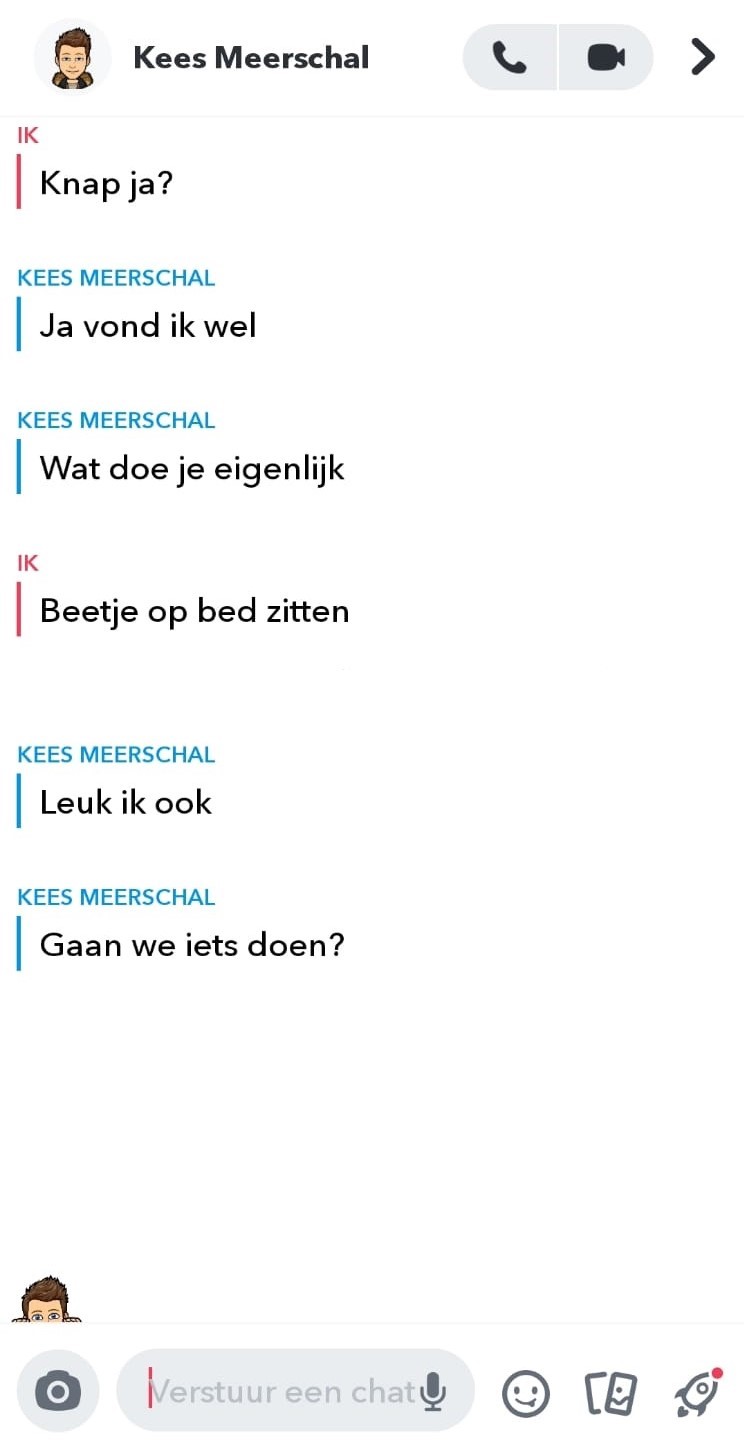 Kees Meerschal
IK
Knap ja?
KEES MEERSCHAL
Ja vond ik wel
KEES MEERSCHAL
Wat doe je eigenlijk
IK
Beetje op bed zitten
KEES MEERSCHAL
Leuk ik ook
KEES MEERSCHAL
Gaan we iets doen?
Verstuur een chat